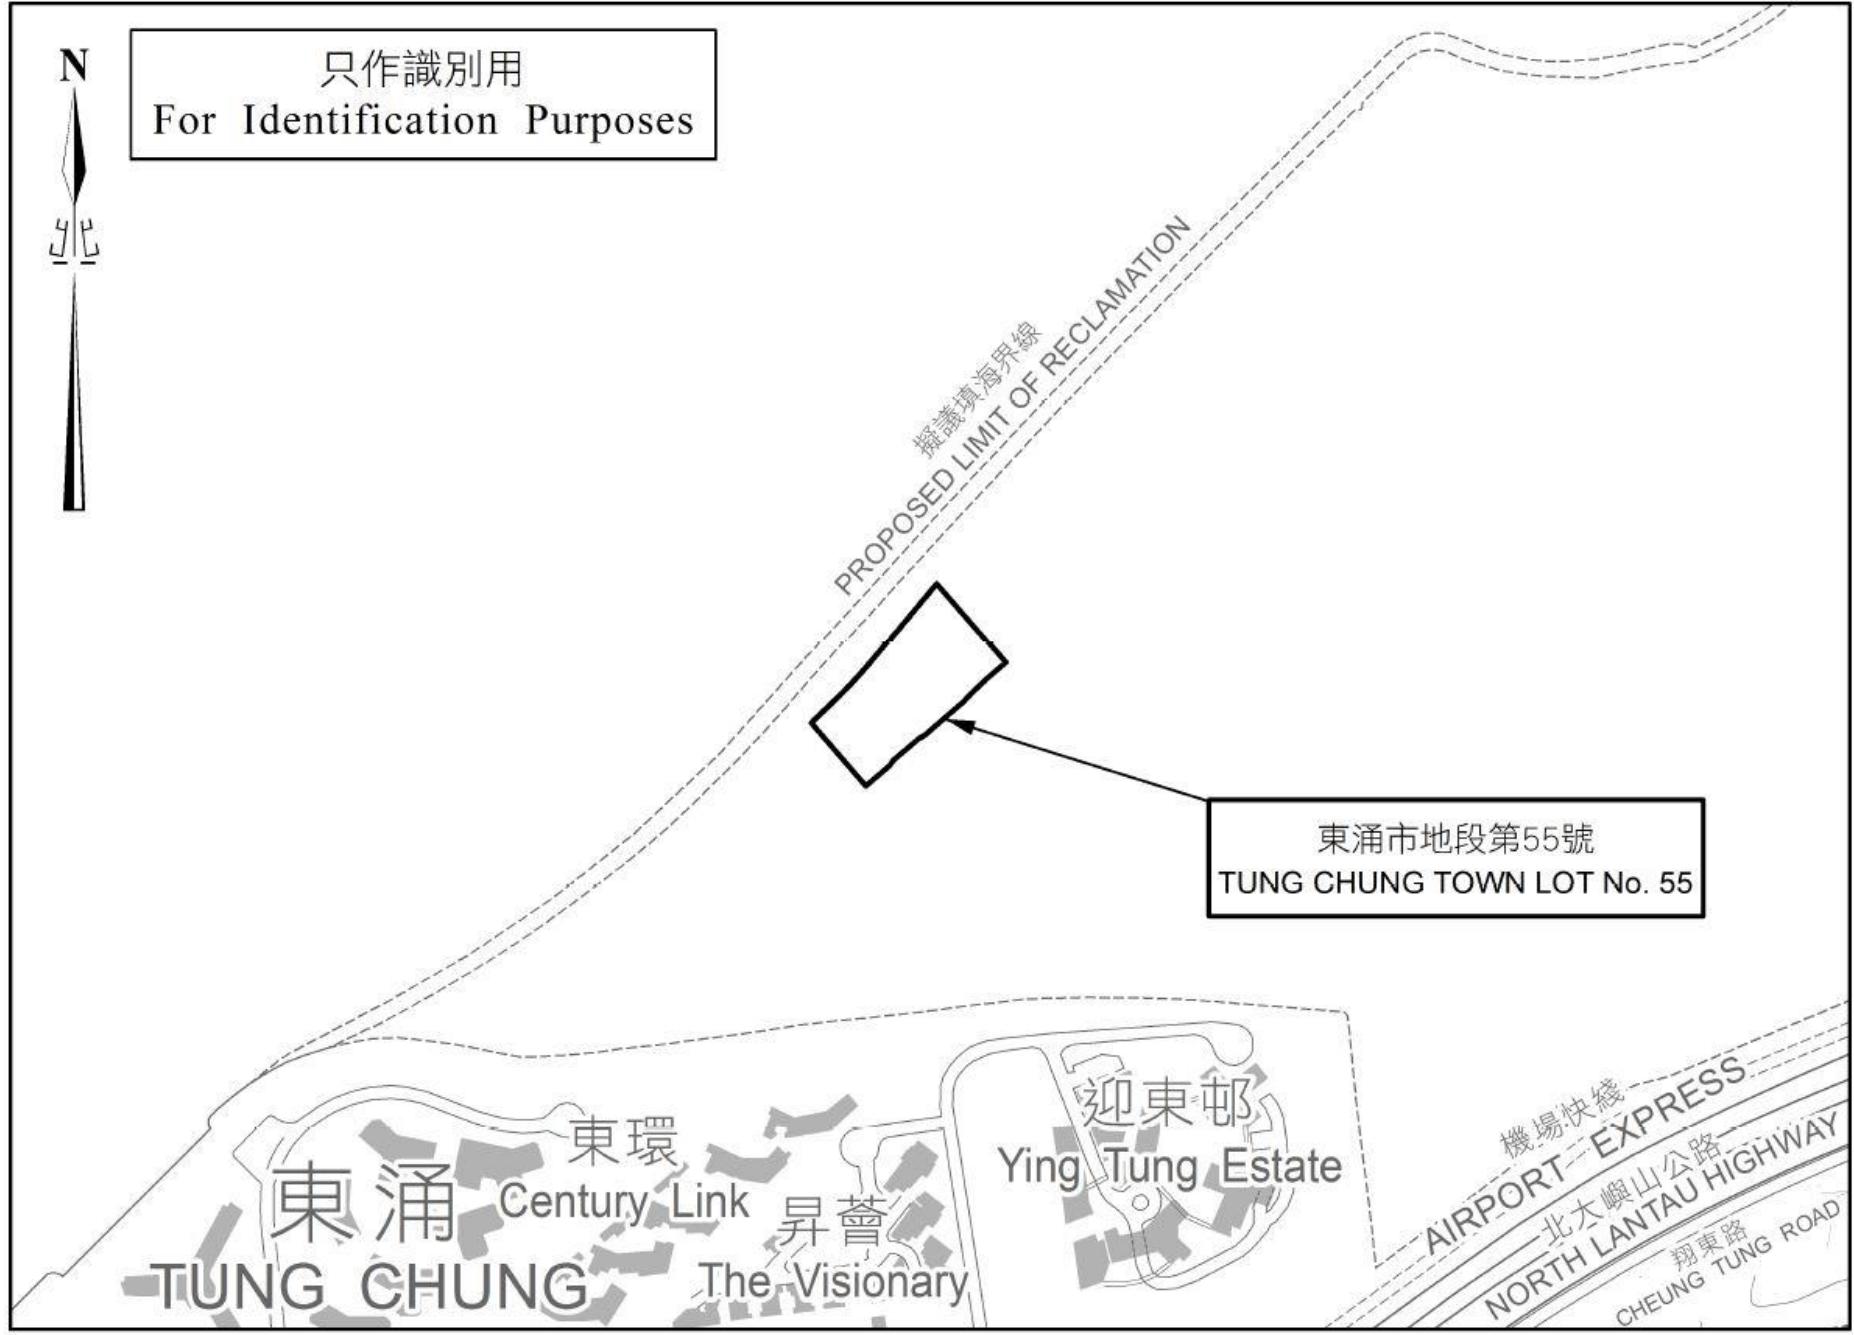 N
北
只作識別用
For Identification Purposes
擬議填海界線
PROPOSED LIMIT OF RECLAMATION
東涌市地段第55號
TUNG CHUNG TOWN LOT No. 55
迎東邨
Ying Tung Estate
東環
Century Link
東涌
TUNG CHUNG
昇薈
The Visionary
機場快綫
AIRPORT EXPRESS
北大嶼山公路
NORTH LANTAU HIGHWAY
翔東路
CHEUNG TUNG ROAD